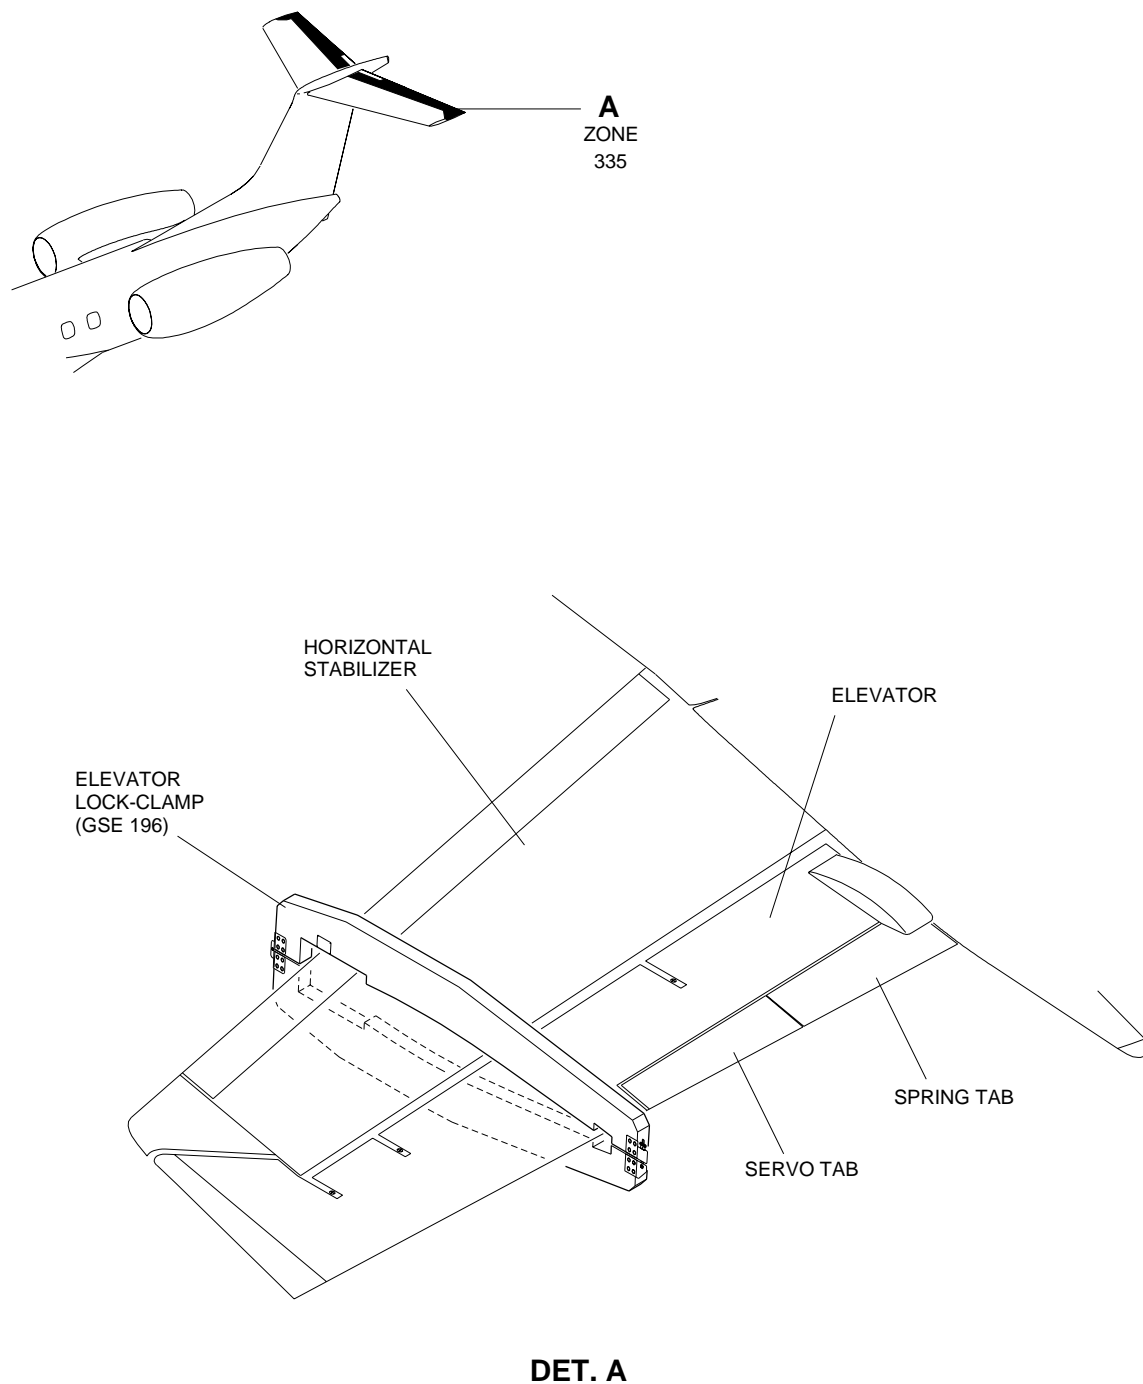 A
ZONE
335
HORIZONTAL
STABILIZER
ELEVATOR
ELEVATOR
LOCK-CLAMP
(GSE 196)
SPRING TAB
SERVO TAB
DET. A